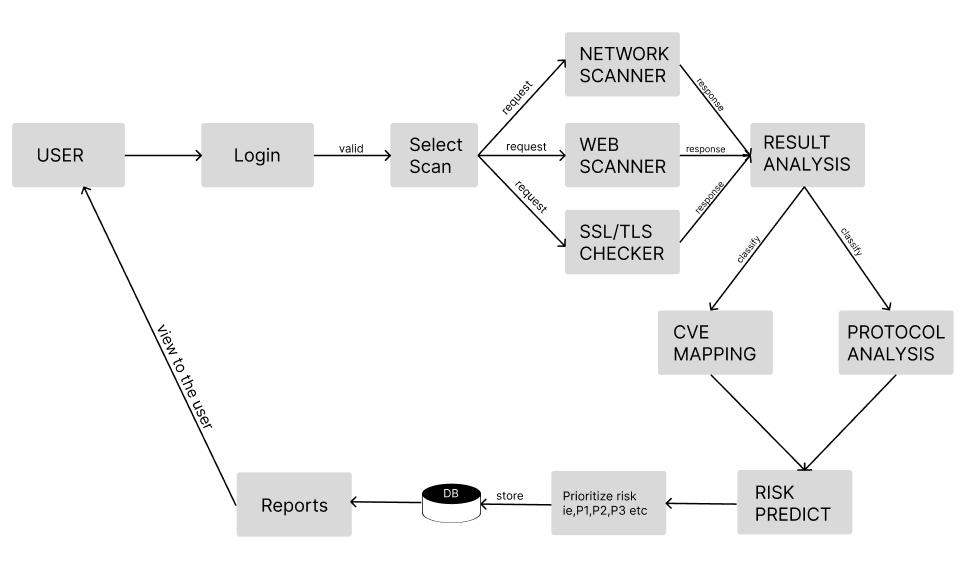 NETWORK
SCANNER
request
response
USER
Login
valid
Select
Scan
request
WEB
SCANNER
response
RESULT
ANALYSIS
request
SSL/TLS
CHECKER
response
classify
classify
CVE
MAPPING
PROTOCOL
ANALYSIS
view to the user
Reports
DB
store
Prioritize risk
ie,P1,P2,P3 etc
RISK
PREDICT